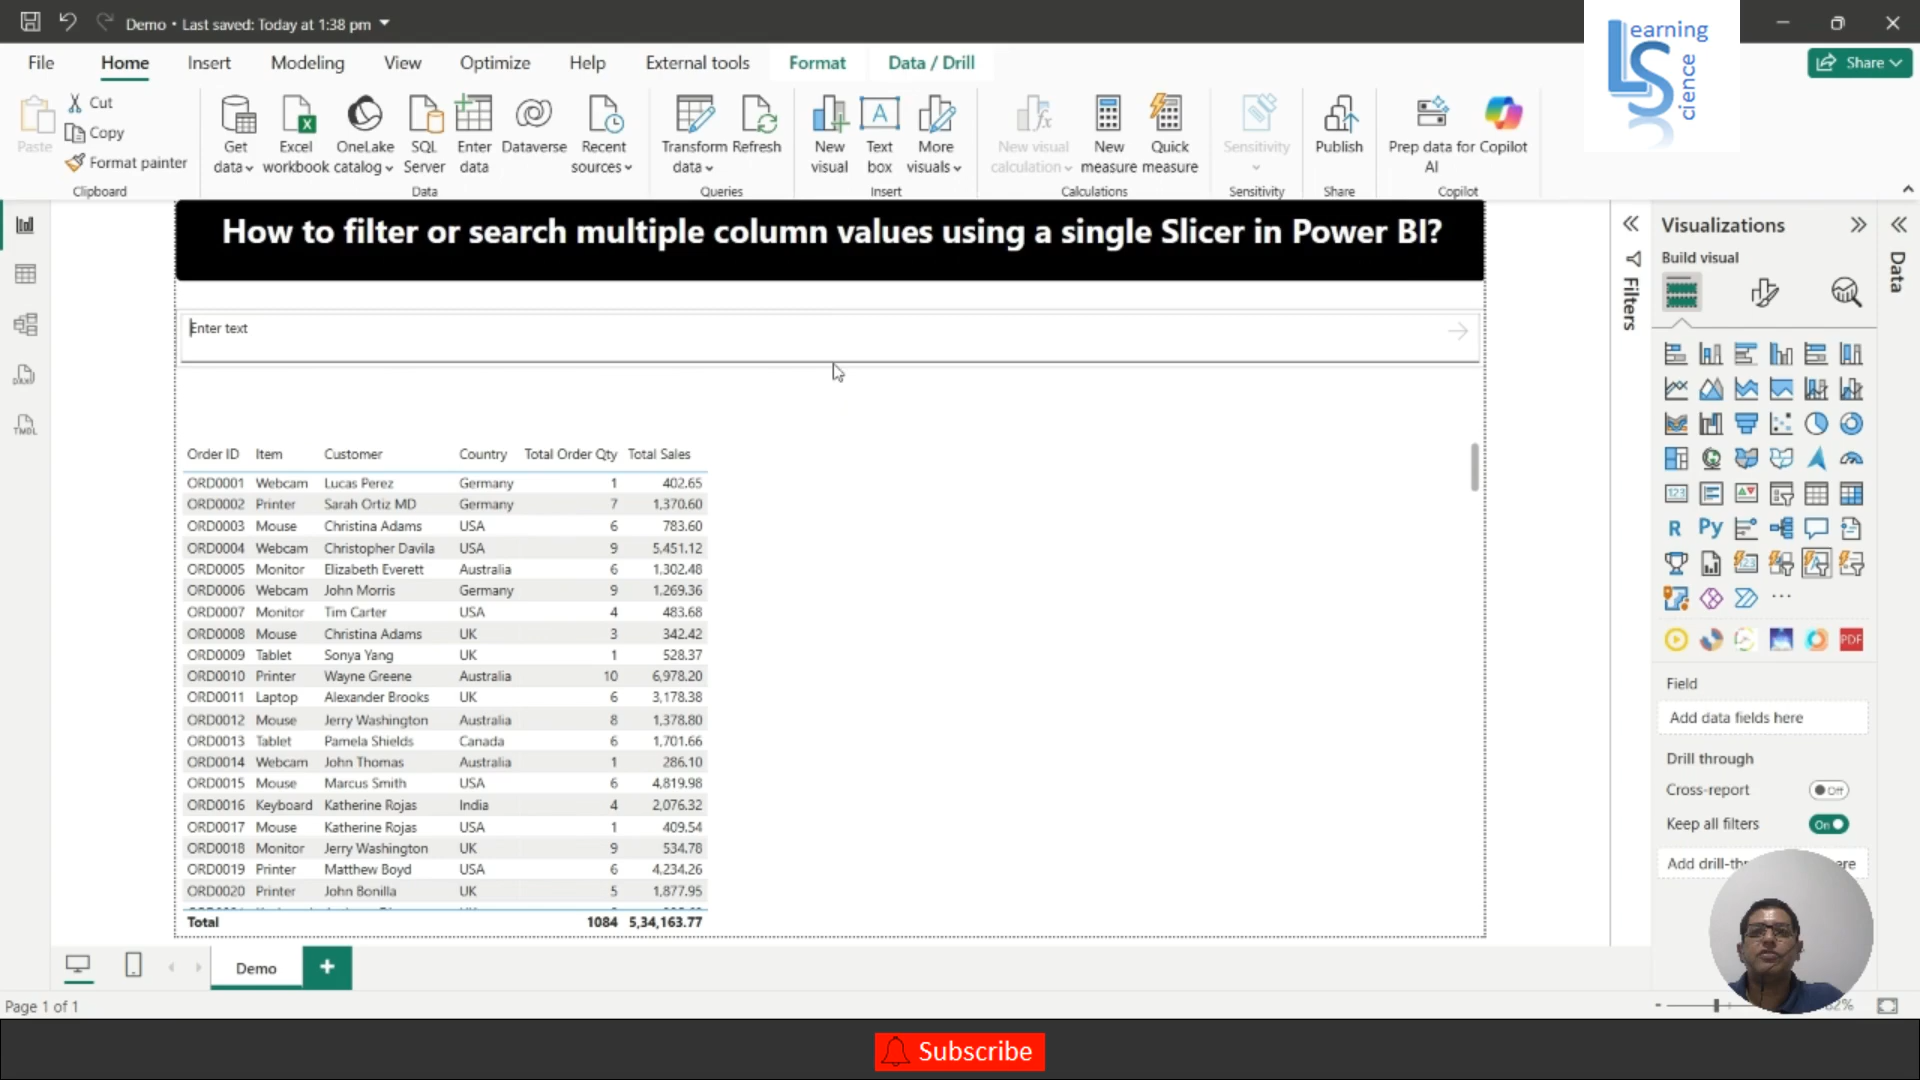 Demo • Last saved: Today at 1:38 pm
Learning Science
File Home Insert Modeling View Optimize Help External tools Format Data / Drill
Share
Paste
Cut
Copy
Format painter
Clipboard
Get data
Excel workbook
OneLake catalog
SQL Server
Enter data
Dataverse
Recent sources
Data
Transform data
Refresh
Queries
New visual
Text box
More visuals
Insert
New visual calculation
New measure
Quick measure
Calculations
Sensitivity
Sensitivity
Publish
Share
Prep data for AI
Copilot
Copilot
How to filter or search multiple column values using a single Slicer in Power BI?
Enter text
Order ID Item Customer Country Total Order Qty Total Sales
ORD0001 Webcam Lucas Perez Germany 1 402.65
ORD0002 Printer Sarah Ortiz MD Germany 7 1,370.60
ORD0003 Mouse Christina Adams USA 6 783.60
ORD0004 Webcam Christopher Davila USA 9 5,451.12
ORD0005 Monitor Elizabeth Everett Australia 6 1,302.48
ORD0006 Webcam John Morris Germany 9 1,269.36
ORD0007 Monitor Tim Carter USA 4 483.68
ORD0008 Mouse Christina Adams UK 3 342.42
ORD0009 Tablet Sonya Yang UK 1 528.37
ORD0010 Printer Wayne Greene Australia 10 6,978.20
ORD0011 Laptop Alexander Brooks UK 6 3,178.38
ORD0012 Mouse Jerry Washington Australia 8 1,378.80
ORD0013 Tablet Pamela Shields Canada 6 1,701.66
ORD0014 Webcam John Thomas Australia 1 286.10
ORD0015 Mouse Marcus Smith USA 6 4,819.98
ORD0016 Keyboard Katherine Rojas India 4 2,076.32
ORD0017 Mouse Katherine Rojas USA 1 409.54
ORD0018 Monitor Jerry Washington UK 9 534.78
ORD0019 Printer Matthew Boyd USA 6 4,234.26
ORD0020 Printer John Bonilla UK 5 1,877.95
Total 1084 5,34,163.77
Filters
Visualizations
Build visual
Data
123
R Py
123
PDF
Field
Add data fields here
Drill through
Cross-report Off
Keep all filters On
Add
DAX
TMDL
Demo
+
Page 1 of 1
Subscribe